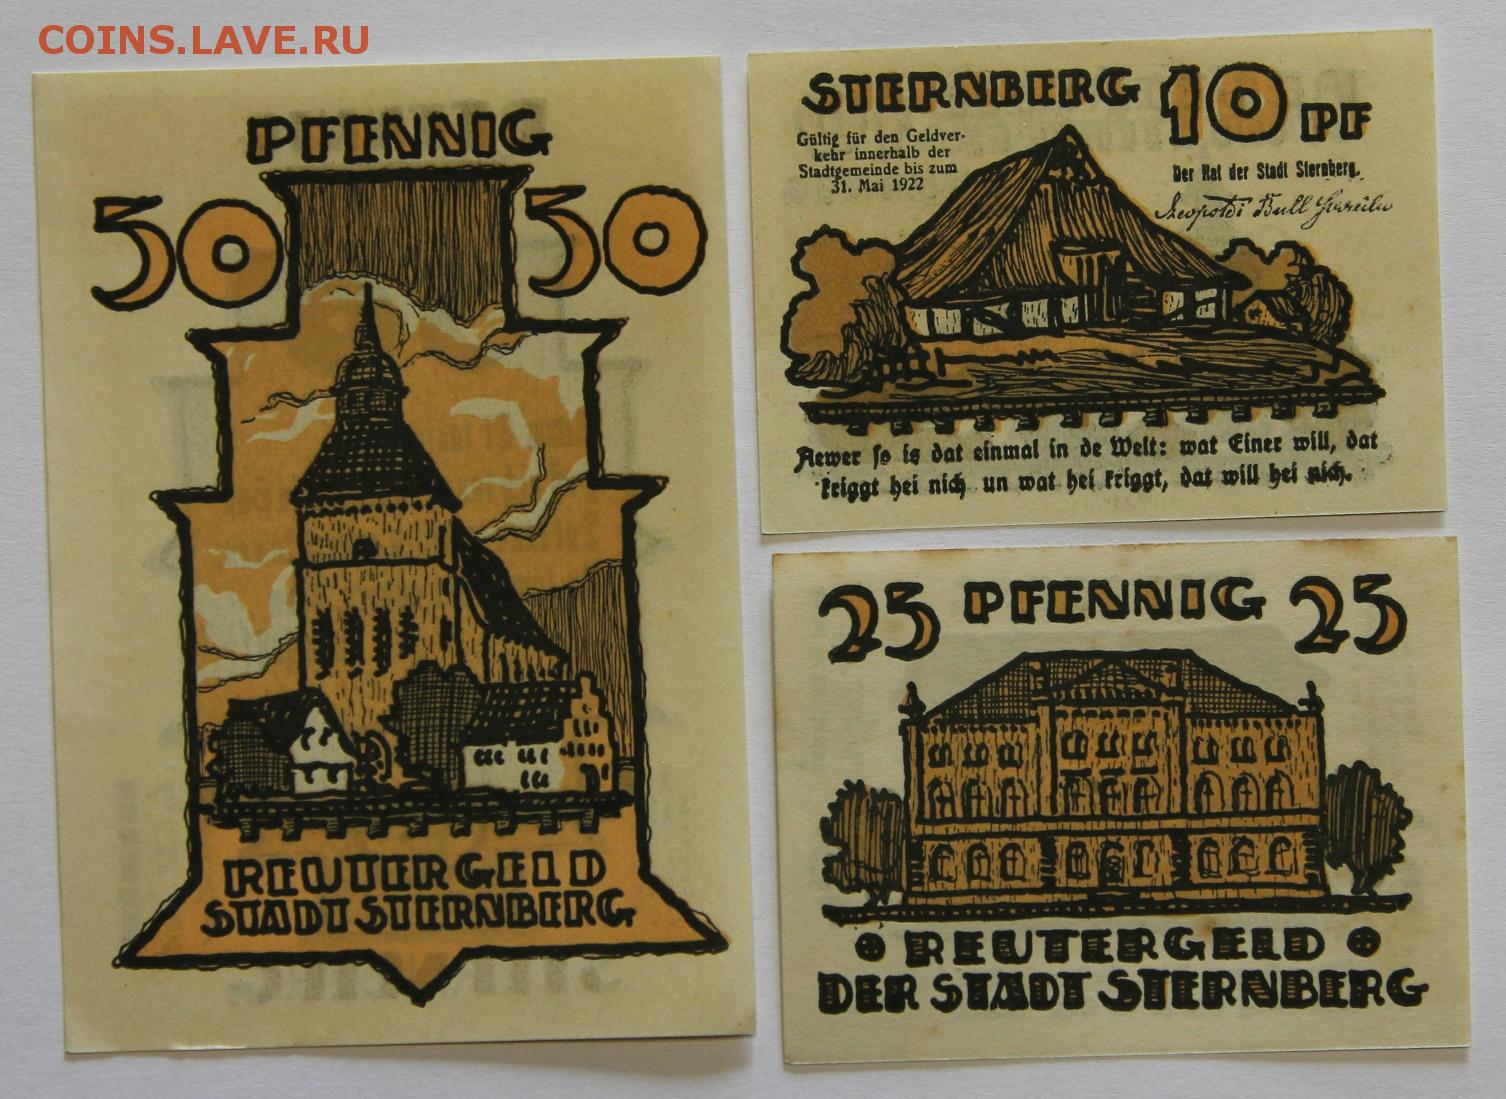 COINS.LAVE.RU
PFENNIG
50 50
REUTERGELD
STADT STERNBERG
STERNBERG 10 PF
Gültig für den Geldver-
kehr innerhalb der
Stadtgemeinde bis zum
31. Mai 1922
Der Rat der Stadt Sternberg.
Aewer so is dat einmal in de Welt: wat Einer will, dat
kriggt hei nich un wat hei kriggt, dat will hei nich.
25 PFENNIG 25
REUTERGELD
DER STADT STERNBERG